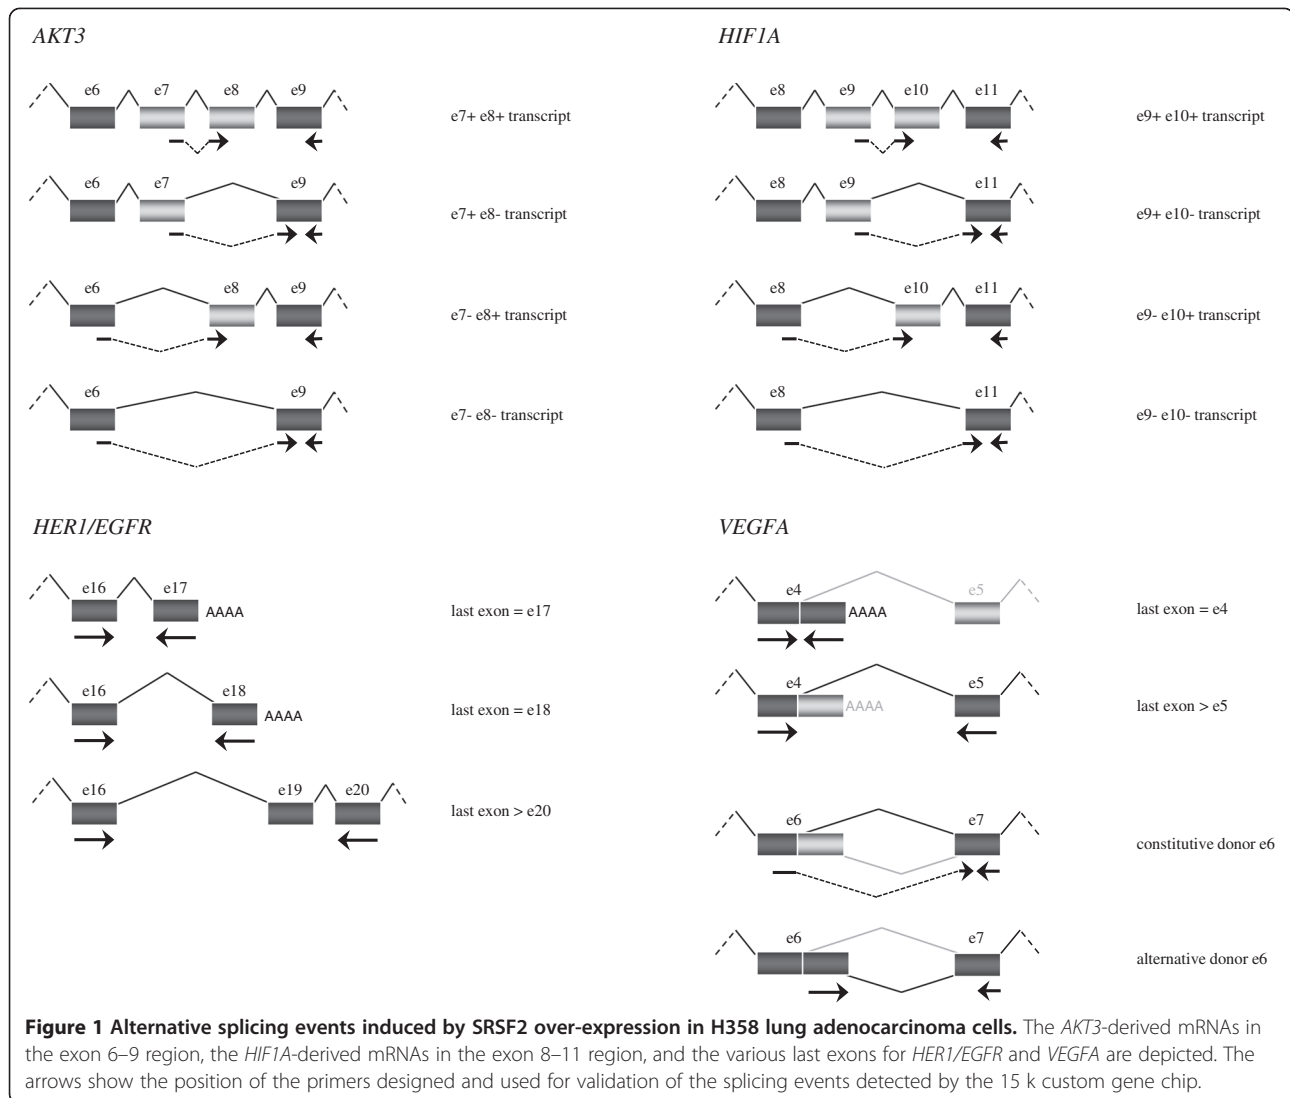 AKT3
e6 e7 e8 e9
e7+ e8+ transcript
e6 e7 e9
e7+ e8- transcript
e6 e8 e9
e7- e8+ transcript
e6 e9
e7- e8- transcript
HIF1A
e8 e9 e10 e11
e9+ e10+ transcript
e8 e9 e11
e9+ e10- transcript
e8 e10 e11
e9- e10+ transcript
e8 e11
e9- e10- transcript
HER1/EGFR
e16 e17
AAAA
last exon = e17
e16 e18
AAAA
last exon = e18
e16 e19 e20
last exon > e20
VEGFA
e4 e5
AAAA
last exon = e4
e4 e5
AAAA
last exon > e5
e6 e7
constitutive donor e6
e6 e7
alternative donor e6
Figure 1 Alternative splicing events induced by SRSF2 over-expression in H358 lung adenocarcinoma cells. The AKT3-derived mRNAs in
the exon 6–9 region, the HIF1A-derived mRNAs in the exon 8–11 region, and the various last exons for HER1/EGFR and VEGFA are depicted. The
arrows show the position of the primers designed and used for validation of the splicing events detected by the 15 k custom gene chip.